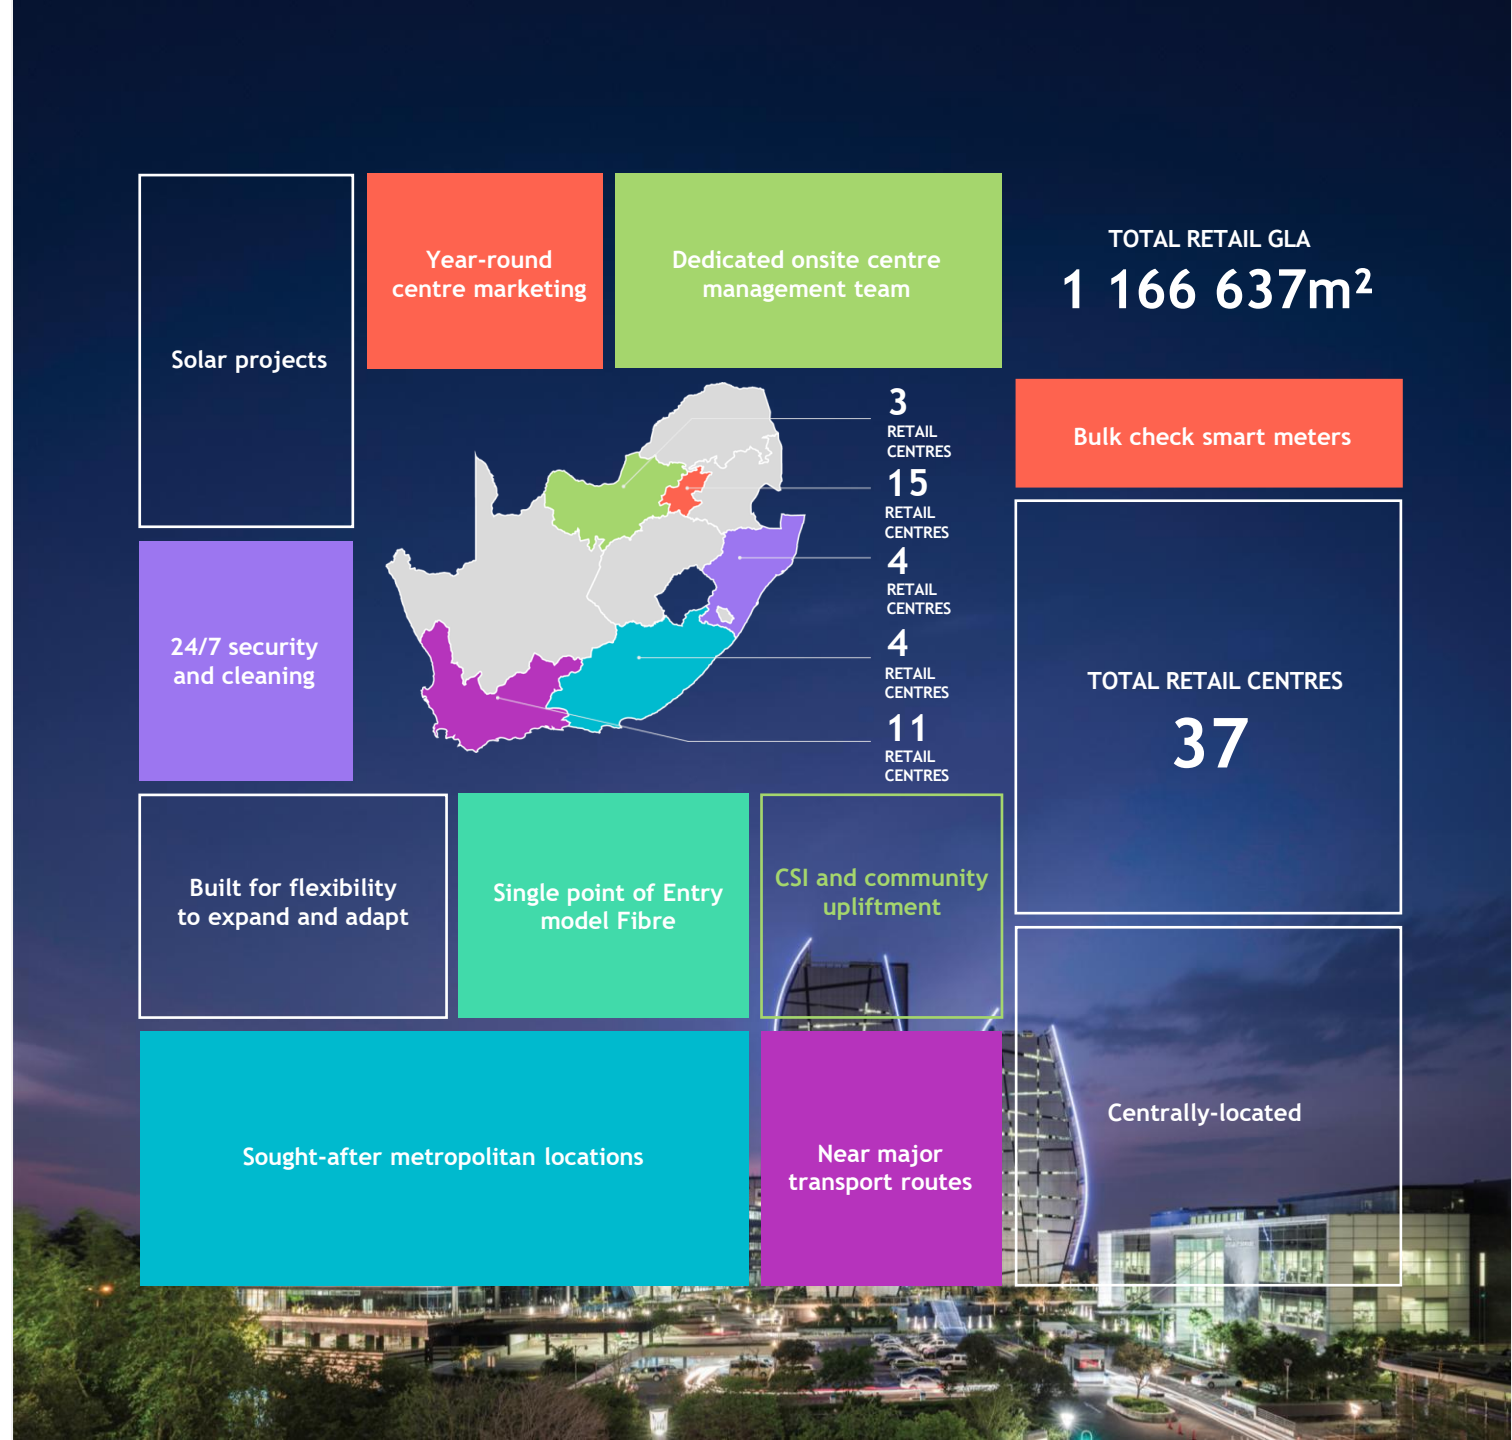 Solar projects
Year-round
centre marketing
Dedicated onsite centre
management team
TOTAL RETAIL GLA
1 166 637m²
Bulk check smart meters
3
RETAIL
CENTRES
15
RETAIL
CENTRES
4
RETAIL
CENTRES
4
RETAIL
CENTRES
11
RETAIL
CENTRES
24/7 security
and cleaning
TOTAL RETAIL CENTRES
37
Built for flexibility
to expand and adapt
Single point of Entry
model Fibre
CSI and community
upliftment
Sought-after metropolitan locations
Near major
transport routes
Centrally-located